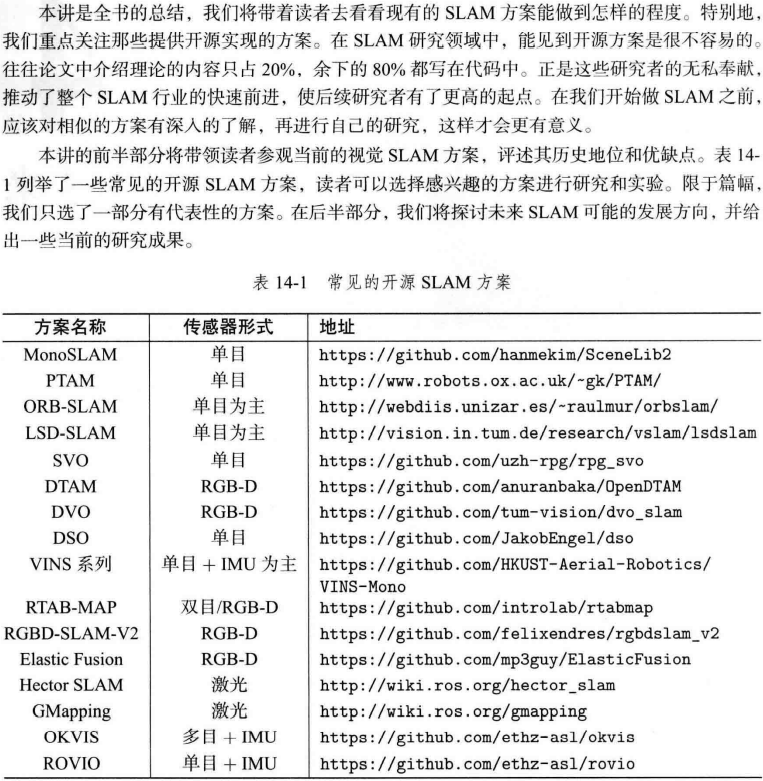 本讲是全书的总结，我们将带着读者去看看现有的 SLAM 方案能做到怎样的程度。特别地，
我们重点关注那些提供开源实现的方案。在 SLAM 研究领域中，能见到开源方案是很不容易的。
往往论文中介绍理论的内容只占 20%，余下的 80% 都写在代码中。正是这些研究者的无私奉献，
推动了整个 SLAM 行业的快速前进，使后续研究者有了更高的起点。在我们开始做 SLAM 之前，
应该对相似的方案有深入的了解，再进行自己的研究，这样才会更有意义。
本讲的前半部分将带领读者参观当前的视觉 SLAM 方案，评述其历史地位和优缺点。表 14-
1 列举了一些常见的开源 SLAM 方案，读者可以选择感兴趣的方案进行研究和实验。限于篇幅，
我们只选了一部分有代表性的方案。在后半部分，我们将探讨未来 SLAM 可能的发展方向，并给
出一些当前的研究成果。
表 14-1 常见的开源 SLAM 方案
方案名称 传感器形式 地址
MonoSLAM 单目 https://github.com/hanmekim/SceneLib2
PTAM 单目 http://www.robots.ox.ac.uk/~gk/PTAM/
ORB-SLAM 单目为主 http://webdiis.unizar.es/~raulmur/orbslam/
LSD-SLAM 单目为主 http://vision.in.tum.de/research/vslam/lsdslam
SVO 单目 https://github.com/uzh-rpg/rpg_svo
DTAM RGB-D https://github.com/anuranbaka/OpenDTAM
DVO RGB-D https://github.com/tum-vision/dvo_slam
DSO 单目 https://github.com/JakobEngel/dso
VINS 系列 单目 + IMU 为主 https://github.com/HKUST-Aerial-Robotics/
VINS-Mono
RTAB-MAP 双目/RGB-D https://github.com/introlab/rtabmap
RGBD-SLAM-V2 RGB-D https://github.com/felixendres/rgbdslam_v2
Elastic Fusion RGB-D https://github.com/mp3guy/ElasticFusion
Hector SLAM 激光 http://wiki.ros.org/hector_slam
GMapping 激光 http://wiki.ros.org/gmapping
OKVIS 多目 + IMU https://github.com/ethz-asl/okvis
ROVIO 单目 + IMU https://github.com/ethz-asl/rovio